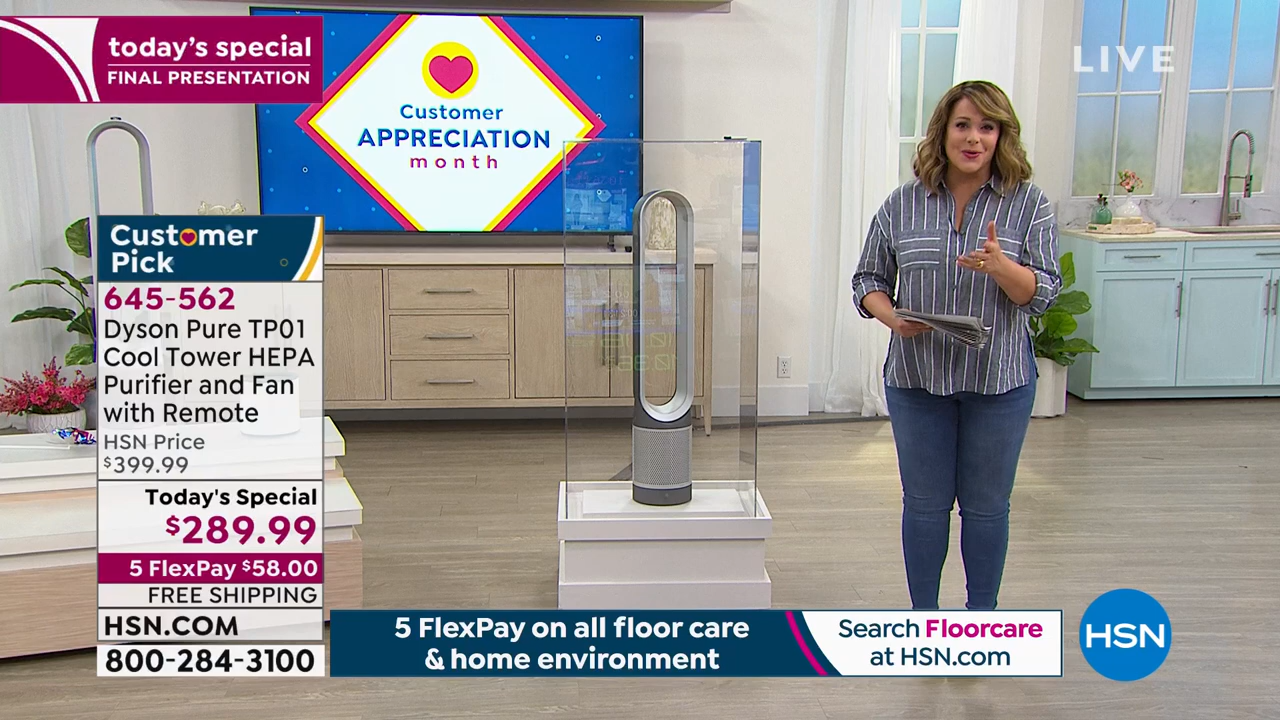 today's special
FINAL PRESENTATION
Customer
APPRECIATION
month
LIVE
Customer
Pick
645-562
Dyson Pure TP01
Cool Tower HEPA
Purifier and Fan
with Remote
HSN Price
$399.99
Today's Special
$289.99
5 FlexPay $58.00
FREE SHIPPING
HSN.COM
800-284-3100
5 FlexPay on all floor care
& home environment
Search Floorcare
at HSN.com
HSN